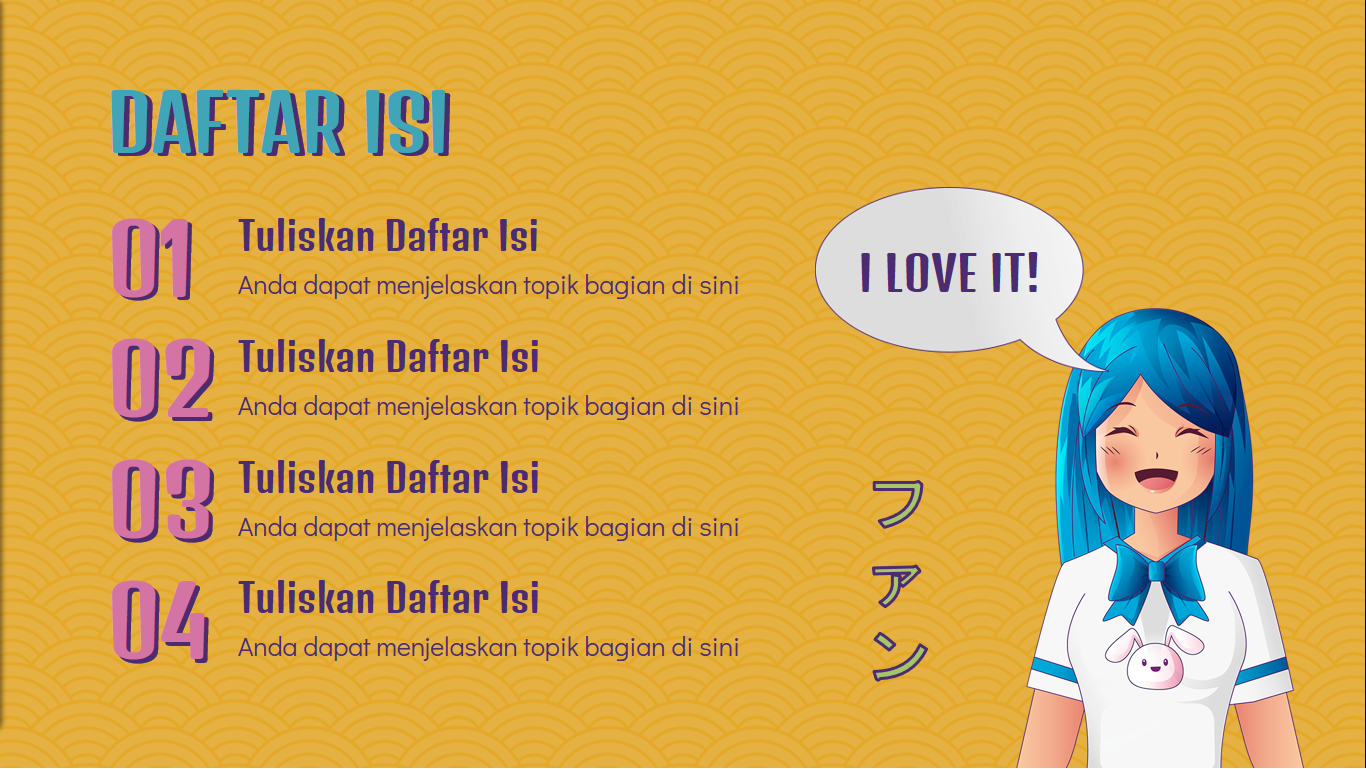 DAFTAR ISI
01
Tuliskan Daftar Isi
Anda dapat menjelaskan topik bagian di sini
02
Tuliskan Daftar Isi
Anda dapat menjelaskan topik bagian di sini
03
Tuliskan Daftar Isi
Anda dapat menjelaskan topik bagian di sini
04
Tuliskan Daftar Isi
Anda dapat menjelaskan topik bagian di sini
I LOVE IT!
ファン